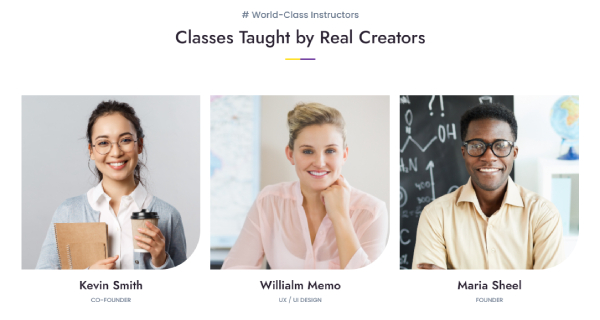 # World-Class Instructors
Classes Taught by Real Creators
Kevin Smith
Willialm Memo
Maria Sheel
CO-FOUNDER
UX / UI DESIGN
FOUNDER